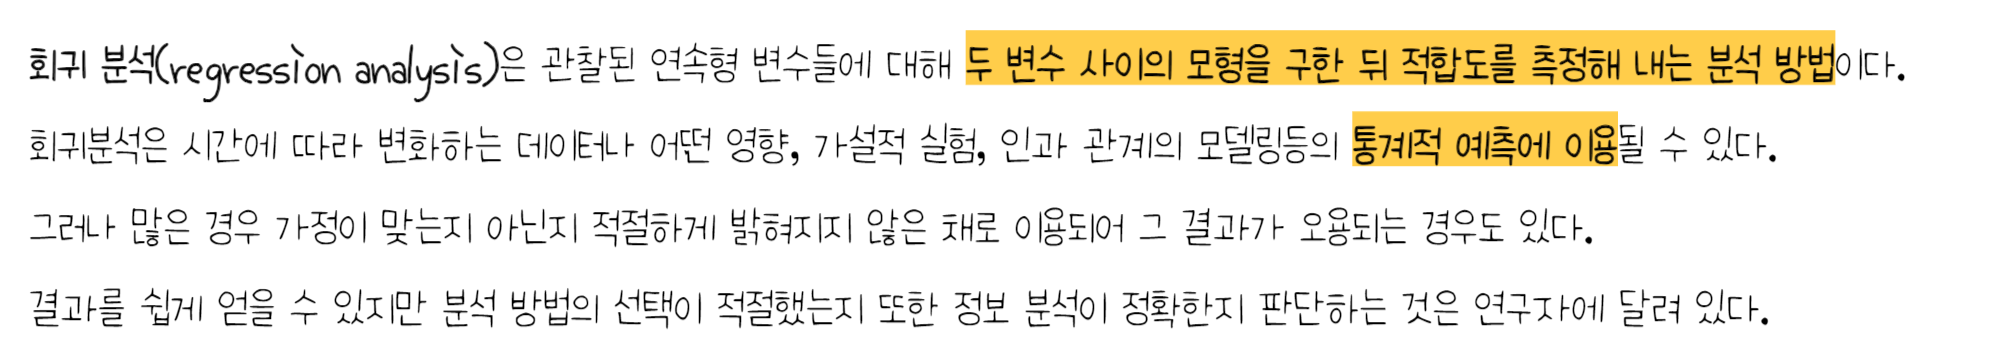 회귀 분석(regression analysis)은 관찰된 연속형 변수들에 대해 두 변수 사이의 모형을 구한 뒤 적합도를 측정해 내는 분석 방법이다.
회귀분석은 시간에 따라 변화하는 데이터나 어떤 영향, 가설적 실험, 인과 관계의 모델링등의 통계적 예측에 이용될 수 있다.
그러나 많은 경우 가정이 맞는지 아닌지 적절하게 밝혀지지 않은 채로 이용되어 그 결과가 오용되는 경우도 있다.
결과를 쉽게 얻을 수 있지만 분석 방법의 선택이 적절했는지 또한 정보 분석이 정확한지 판단하는 것은 연구자에 달려 있다.